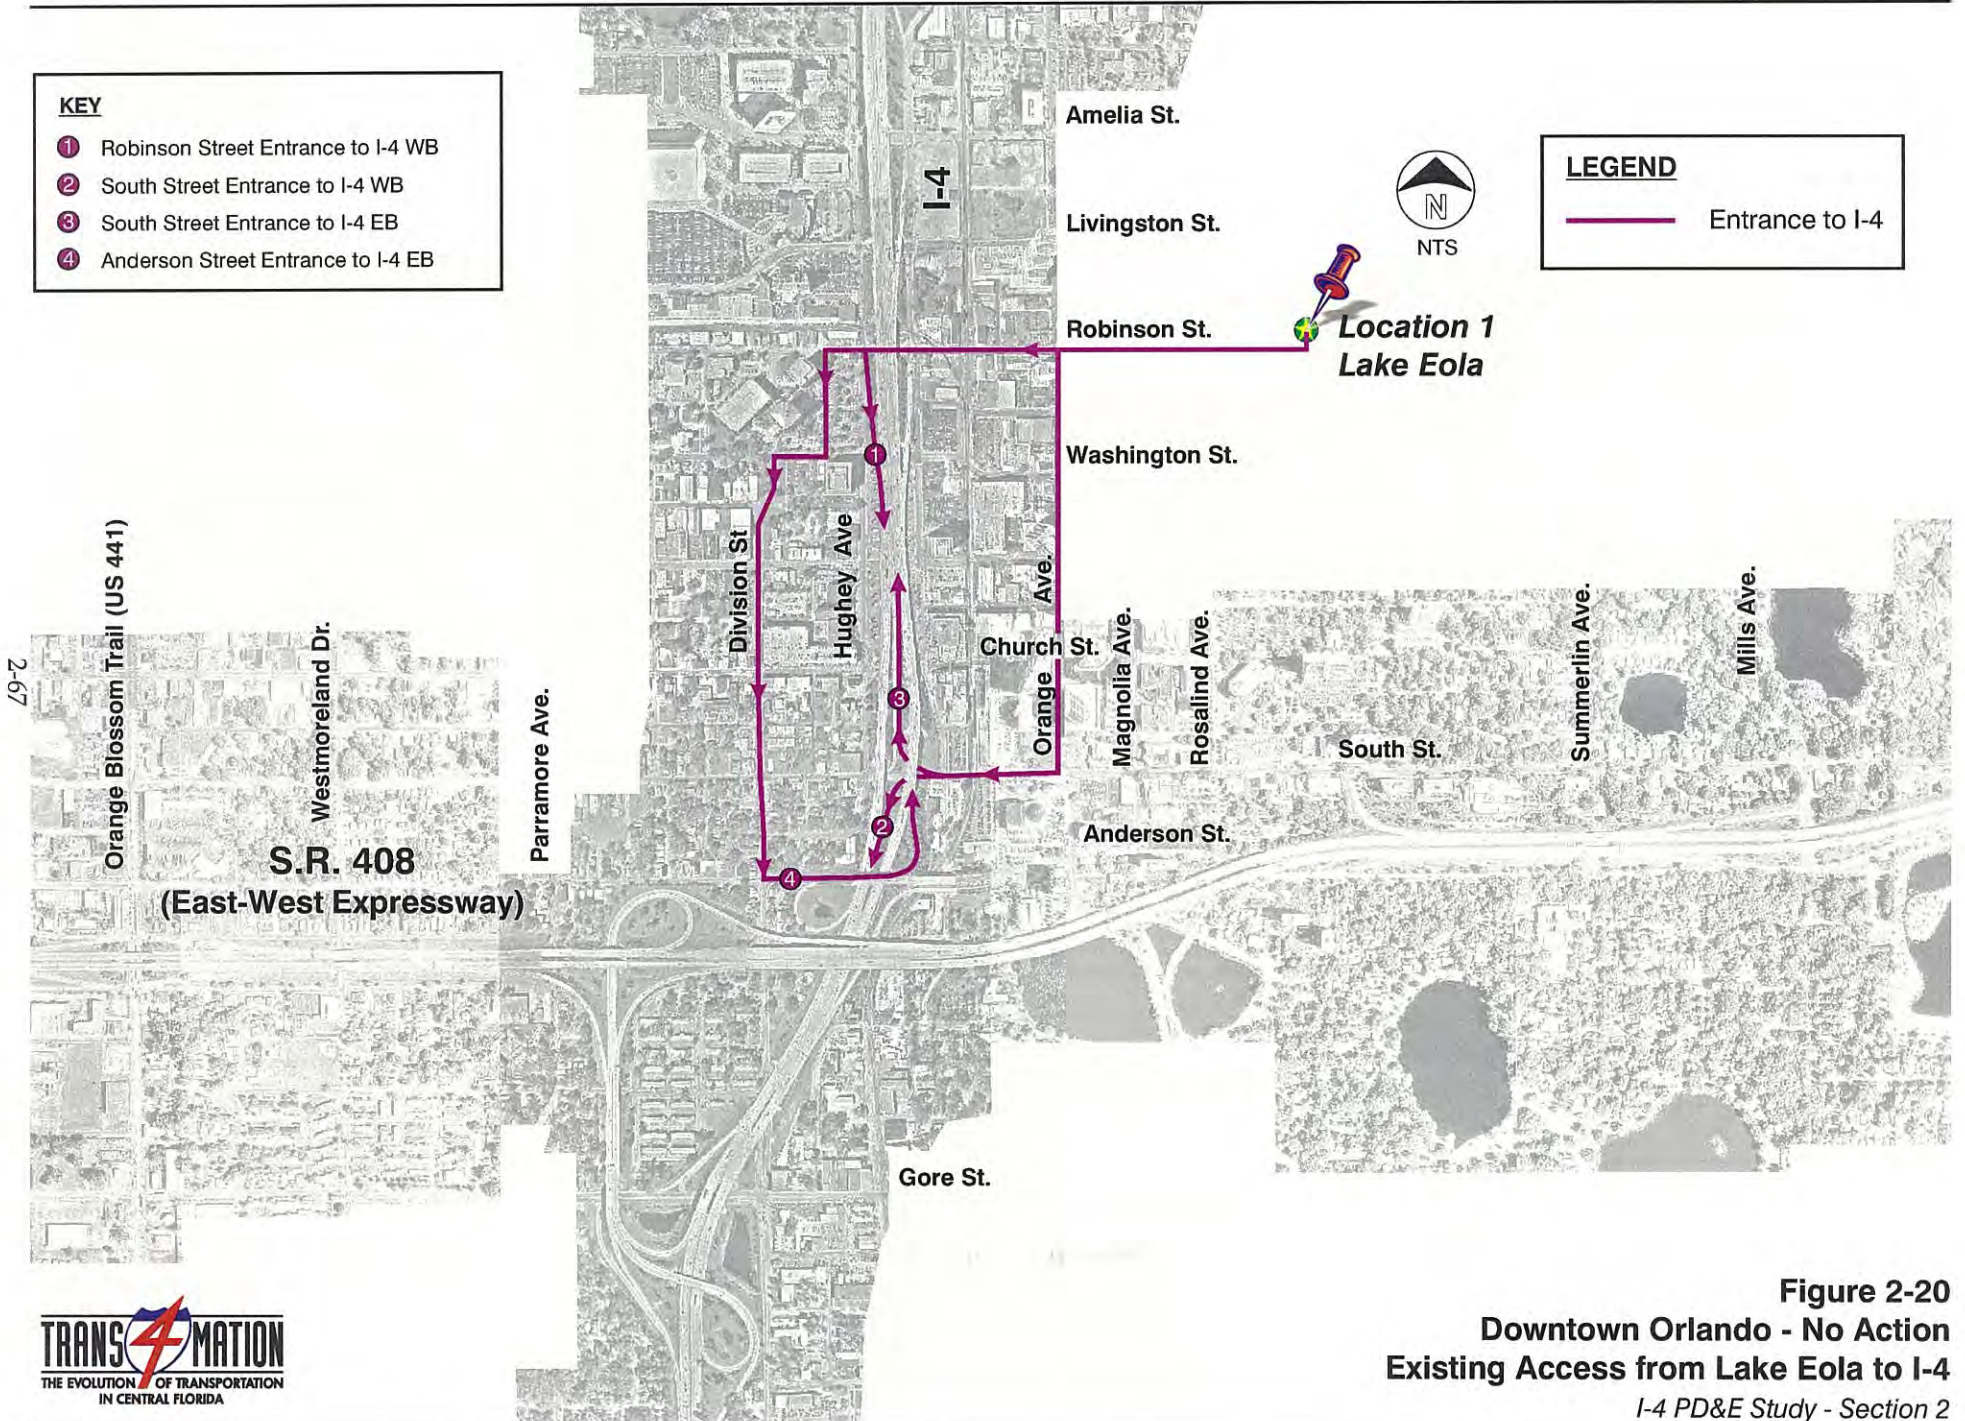 KEY
1 Robinson Street Entrance to I-4 WB
2 South Street Entrance to I-4 WB
3 South Street Entrance to I-4 EB
4 Anderson Street Entrance to I-4 EB
LEGEND
Entrance to I-4
N
NTS
Amelia St.
Livingston St.
Robinson St.
Washington St.
Church St.
South St.
Anderson St.
Gore St.
I-4
Location 1
Lake Eola
1
2
3
4
Orange Blossom Trail (US 441)
Westmoreland Dr.
Parramore Ave.
Division St
Hughey Ave
Orange Ave.
Magnolia Ave.
Rosalind Ave.
Summerlin Ave.
Mills Ave.
S.R. 408
(East-West Expressway)
2-67
TRANS4MATION
THE EVOLUTION OF TRANSPORTATION
IN CENTRAL FLORIDA
Figure 2-20
Downtown Orlando - No Action
Existing Access from Lake Eola to I-4
I-4 PD&E Study - Section 2